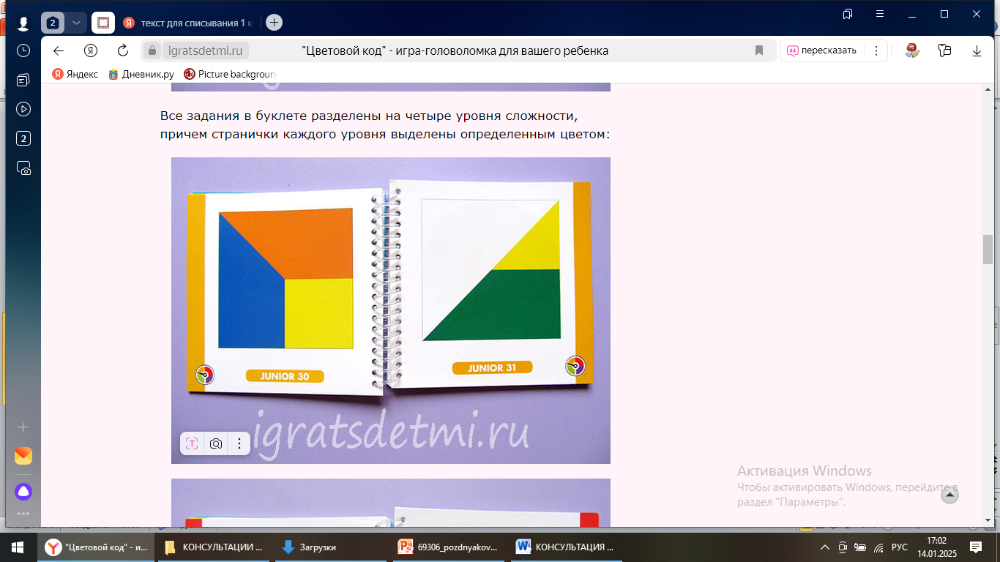 2
текст для списывания 1 к
igratsdetmi.ru
"Цветовой код" - игра-головоломка для вашего ребенка
пересказать
Яндекс
Дневник.ру
Picture background
Все задания в буклете разделены на четыре уровня сложности,
причем странички каждого уровня выделены определенным цветом:
2
JUNIOR 30
JUNIOR 31
igratsdetmi.ru
Активация Windows
Чтобы активировать Windows, перейдите в
раздел "Параметры".
"Цветовой код" - и...
КОНСУЛЬТАЦИИ ...
Загрузки
69306_pozdnyakov...
КОНСУЛЬТАЦИЯ ...
РУС
17:02
14.01.2025